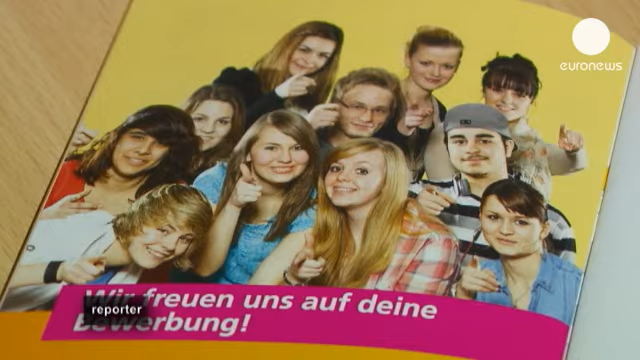 euronews
Wir freuen uns auf deine
Bewerbung!
reporter